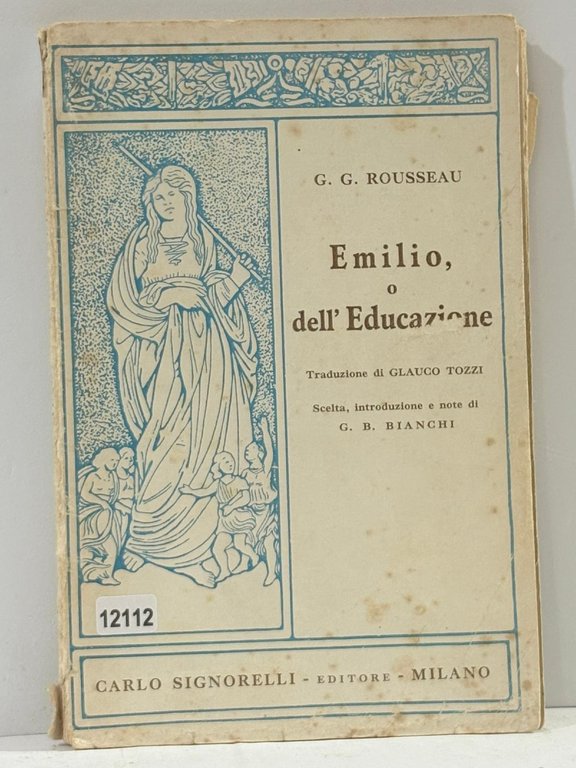 G. G. ROUSSEAU
Emilio,
o
dell' Educazione
Traduzione di GLAUCO TOZZI
Scelta, introduzione e note di
G. B. BIANCHI
12112
CARLO SIGNORELLI - EDITORE - MILANO